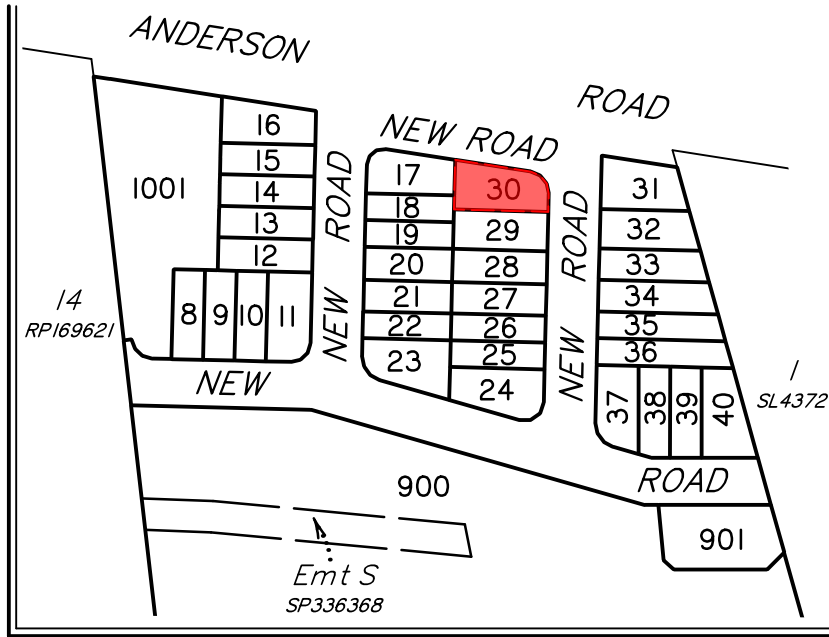 ANDERSON
ROAD
NEW ROAD
16
15
14
13
12
1001
8 9 10 11
NEW ROAD
17
18
19
20
21
22
23
30
29
28
27
26
25
24
NEW ROAD
31
32
33
34
35
36
37 38 39 40
14
RP169621
1
SL4372
NEW
ROAD
900
901
Emt S
SP336368